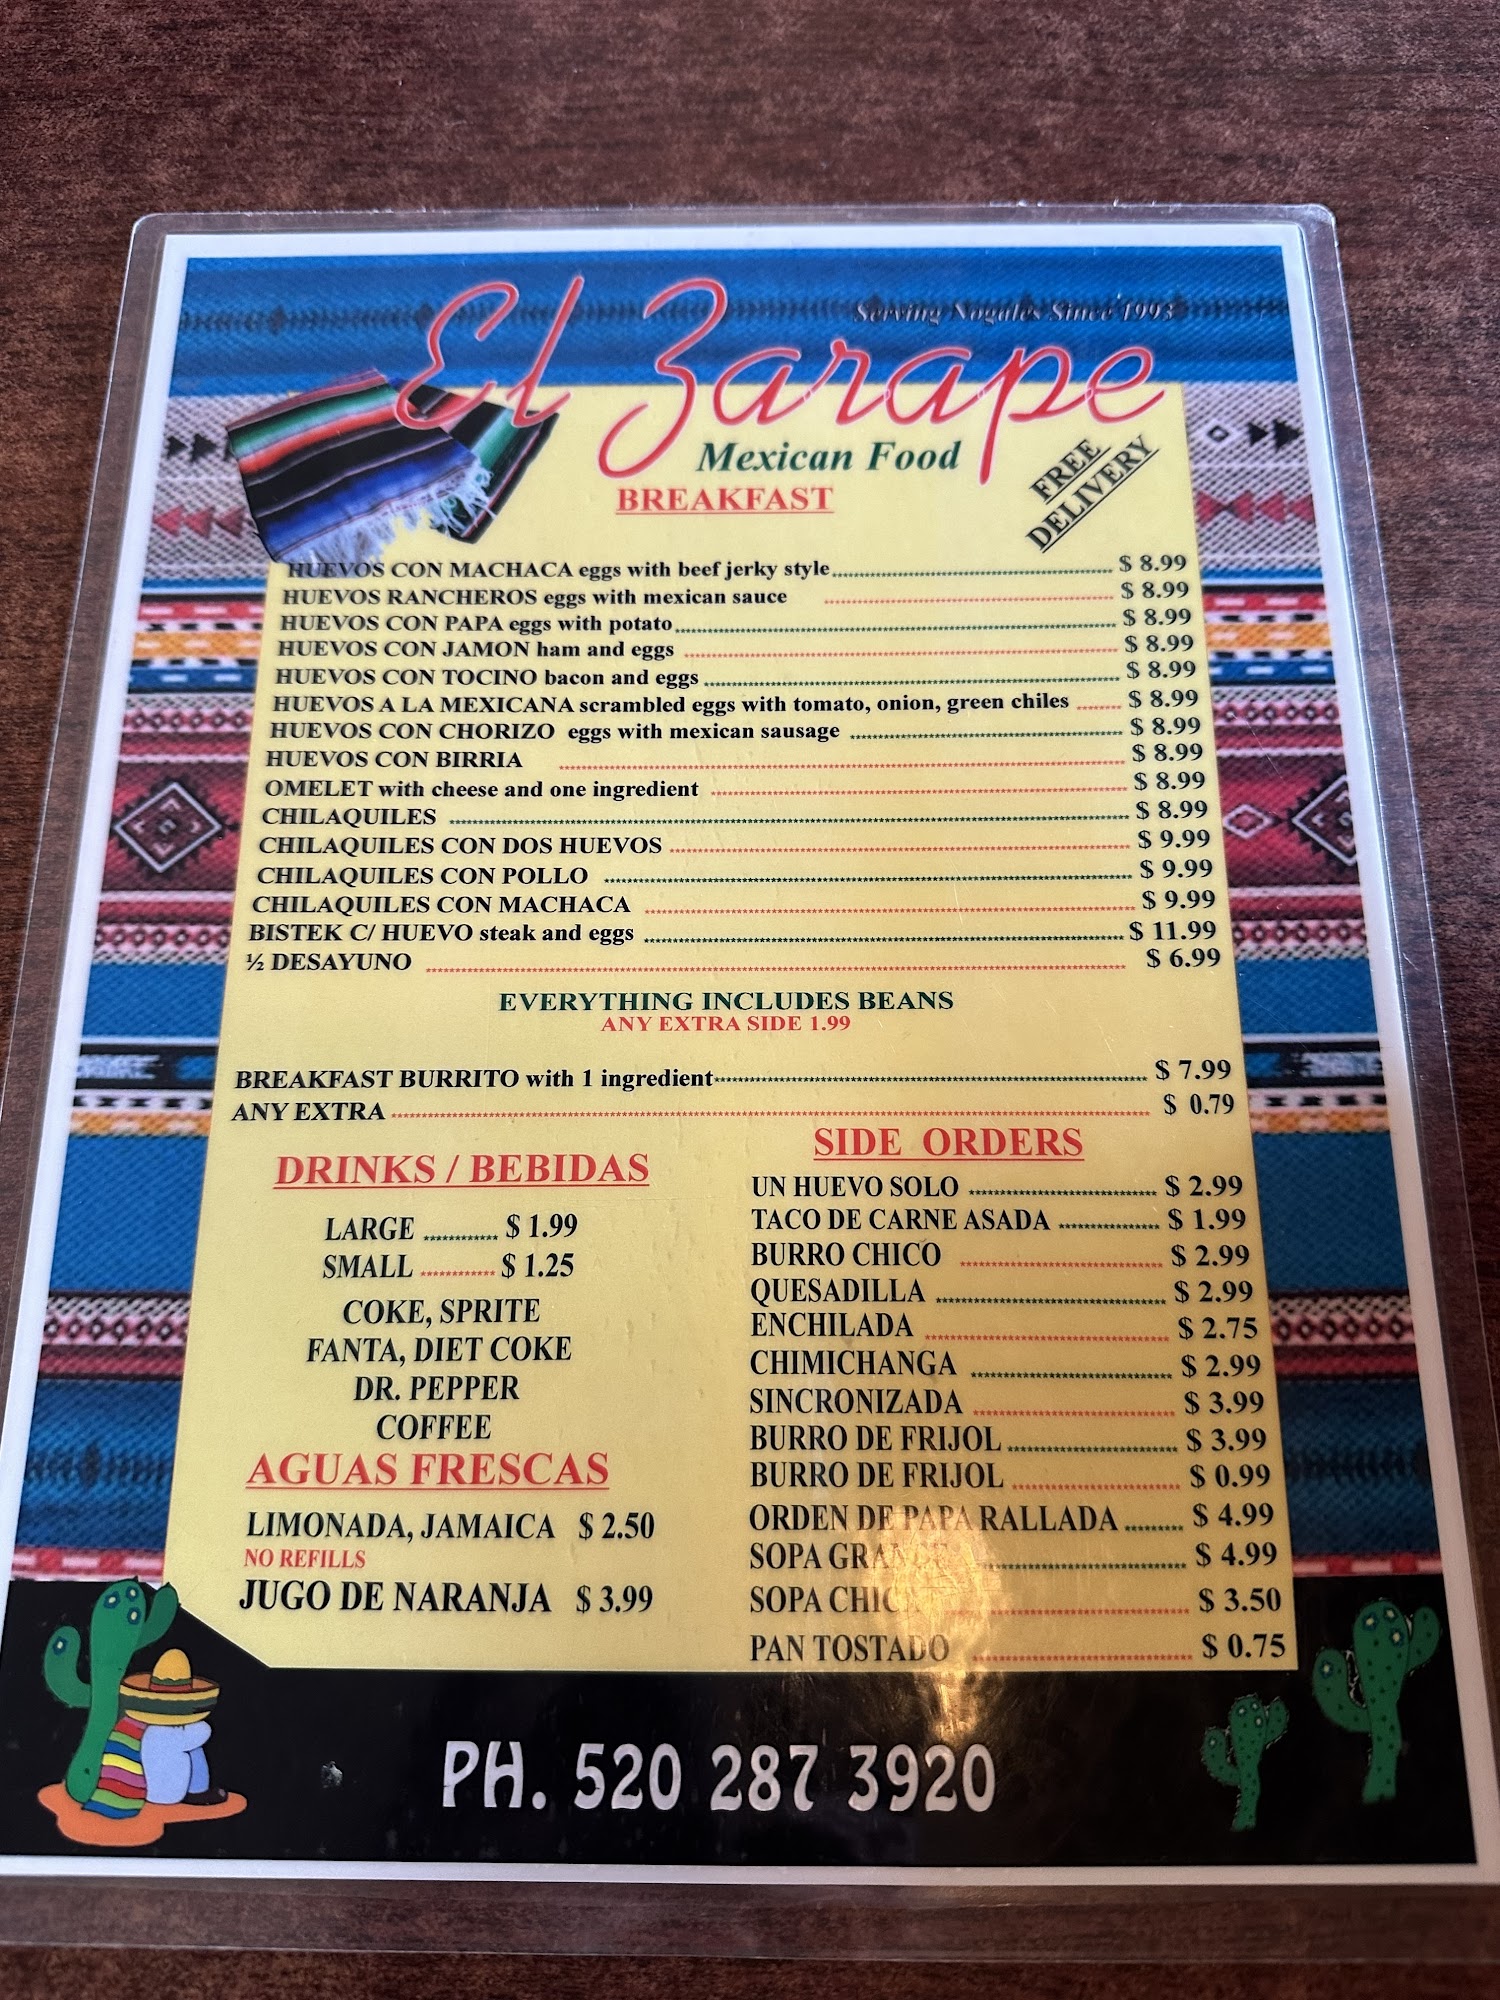 Serving Nogales Since 1993
El Zarape
Mexican Food
FREE
DELIVERY
BREAKFAST
HUEVOS CON MACHACA eggs with beef jerky style $ 8.99
HUEVOS RANCHEROS eggs with mexican sauce $ 8.99
HUEVOS CON PAPA eggs with potato $ 8.99
HUEVOS CON JAMON ham and eggs $ 8.99
HUEVOS CON TOCINO bacon and eggs $ 8.99
HUEVOS A LA MEXICANA scrambled eggs with tomato, onion, green chiles $ 8.99
HUEVOS CON CHORIZO eggs with mexican sausage $ 8.99
HUEVOS CON BIRRIA $ 8.99
OMELET with cheese and one ingredient $ 8.99
CHILAQUILES $ 8.99
CHILAQUILES CON DOS HUEVOS $ 9.99
CHILAQUILES CON POLLO $ 9.99
CHILAQUILES CON MACHACA $ 9.99
BISTEK C/ HUEVO steak and eggs $ 11.99
½ DESAYUNO $ 6.99
EVERYTHING INCLUDES BEANS
ANY EXTRA SIDE 1.99
BREAKFAST BURRITO with 1 ingredient $ 7.99
ANY EXTRA $ 0.79
DRINKS / BEBIDAS
LARGE $ 1.99
SMALL $ 1.25
COKE, SPRITE
FANTA, DIET COKE
DR. PEPPER
COFFEE
AGUAS FRESCAS
LIMONADA, JAMAICA $ 2.50
NO REFILLS
JUGO DE NARANJA $ 3.99
SIDE ORDERS
UN HUEVO SOLO $ 2.99
TACO DE CARNE ASADA $ 1.99
BURRO CHICO $ 2.99
QUESADILLA $ 2.99
ENCHILADA $ 2.75
CHIMICHANGA $ 2.99
SINCRONIZADA $ 3.99
BURRO DE FRIJOL $ 3.99
BURRO DE FRIJOL $ 0.99
ORDEN DE PAPA RALLADA $ 4.99
SOPA GRANDE $ 4.99
SOPA CHICA $ 3.50
PAN TOSTADO $ 0.75
PH. 520 287 3920